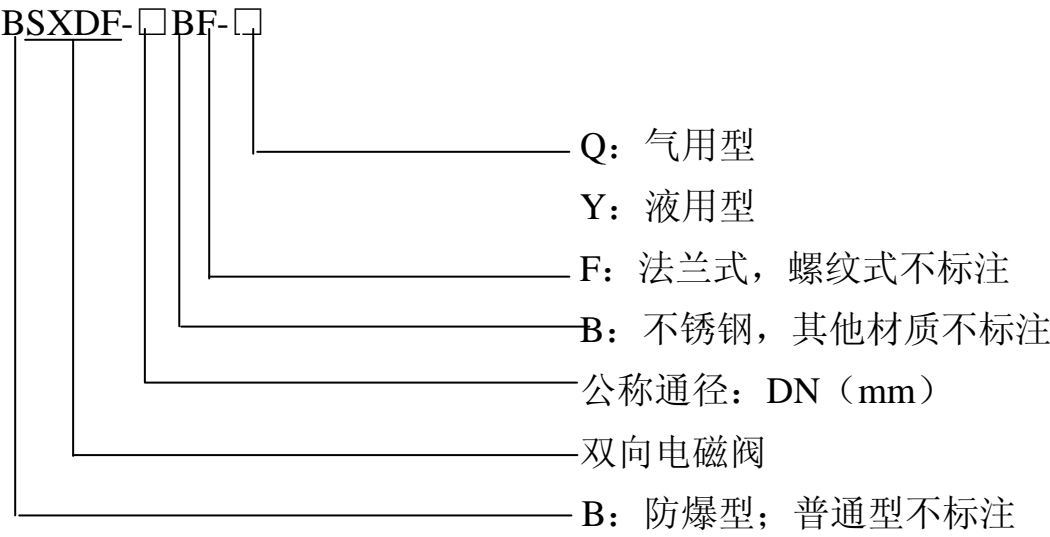 BSXDF-□BF-□
Q：气用型
Y：液用型
F：法兰式，螺纹式不标注
B：不锈钢，其他材质不标注
公称通径：DN（mm）
双向电磁阀
B：防爆型；普通型不标注